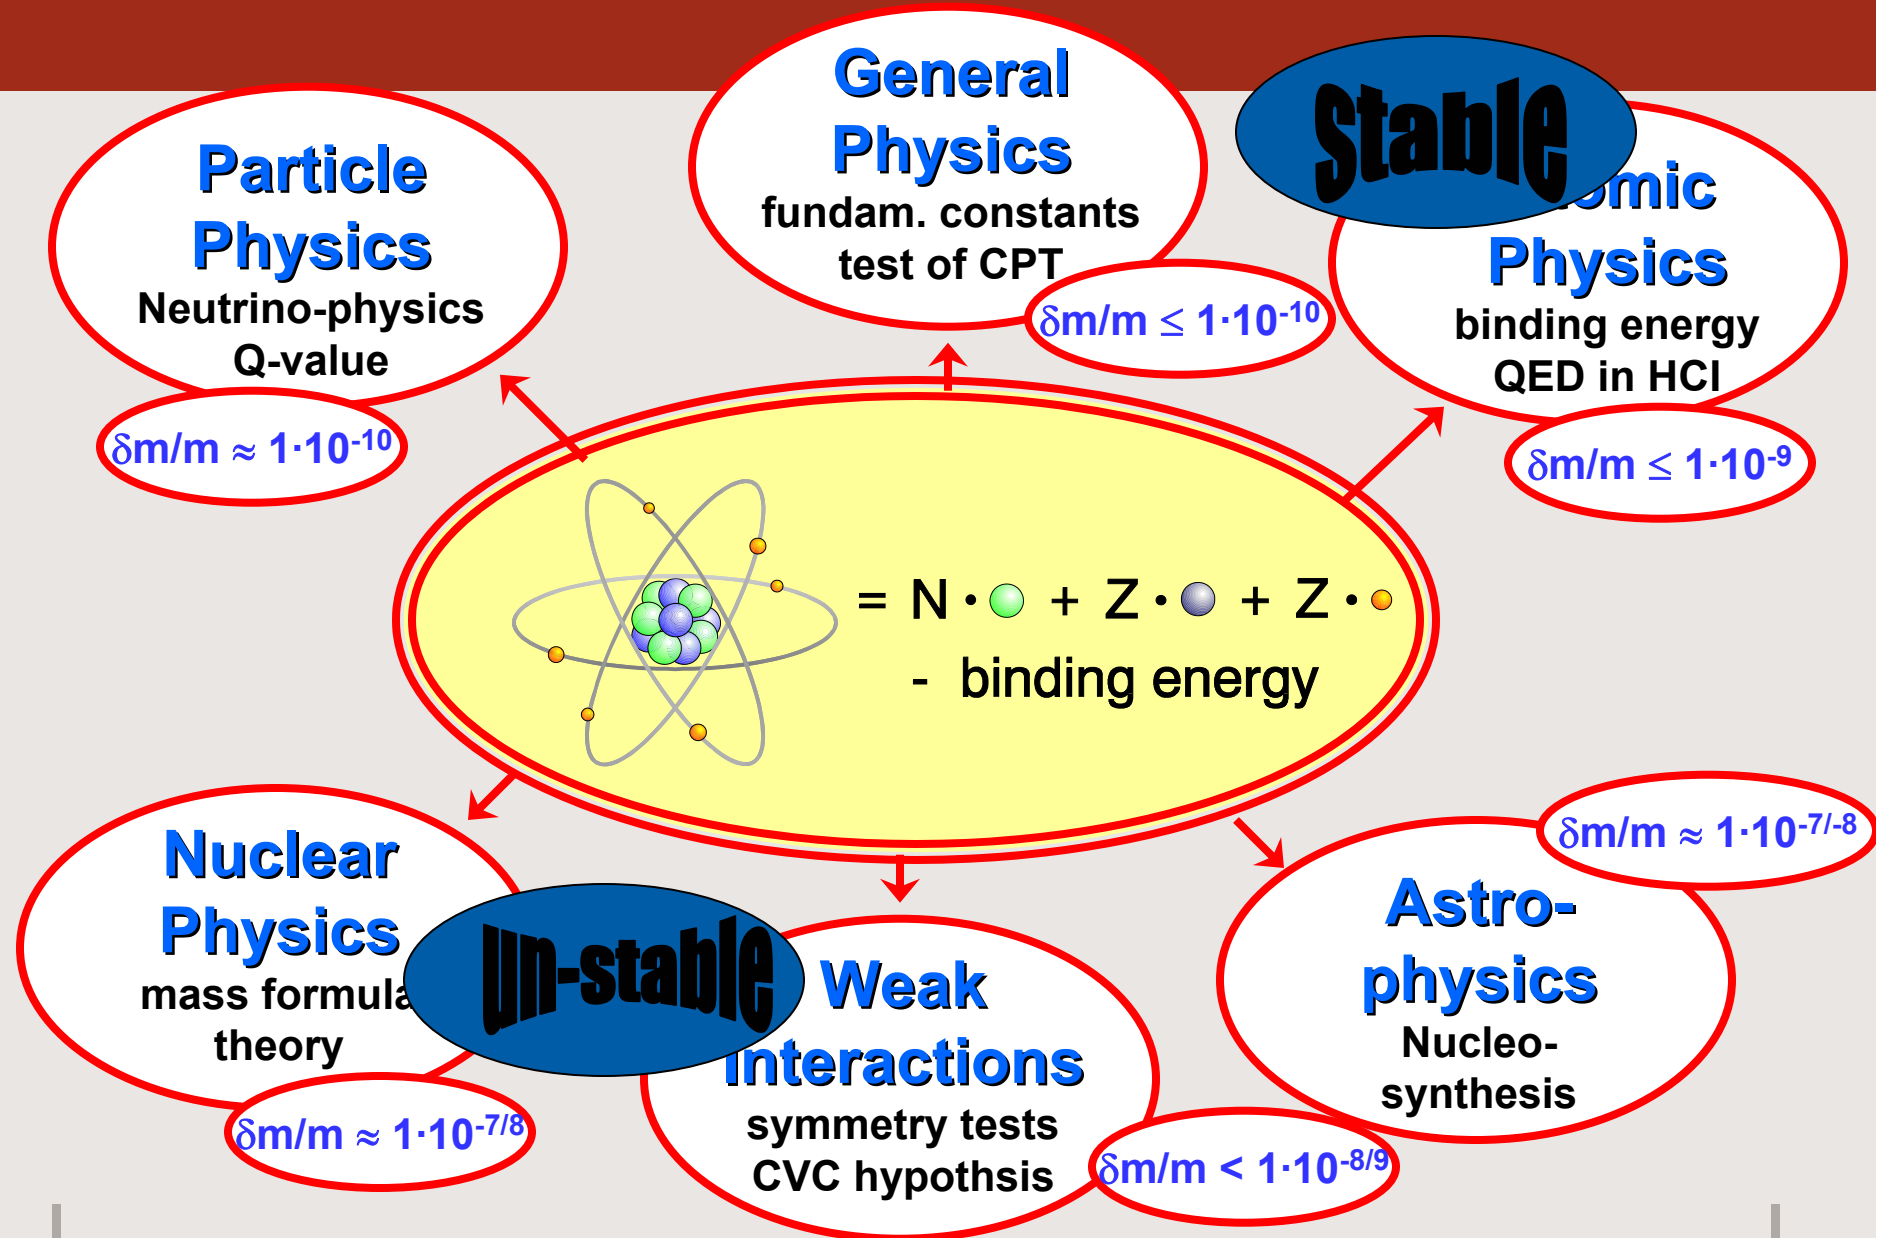 General
Physics
fundam. constants
test of CPT
δm/m ≤ 1·10⁻¹⁰
Stable
Particle
Physics
Neutrino-physics
Q-value
δm/m ≈ 1·10⁻¹⁰
omic
Physics
binding energy
QED in HCI
δm/m ≤ 1·10⁻⁹
= N · + Z · + Z ·
- binding energy
Nuclear
Physics
mass formula
theory
δm/m ≈ 1·10⁻⁷/⁸
un-stable
Weak
Interactions
symmetry tests
CVC hypothsis
δm/m < 1·10⁻⁸/⁹
δm/m ≈ 1·10⁻⁷/⁻⁸
Astro-
physics
Nucleo-
synthesis